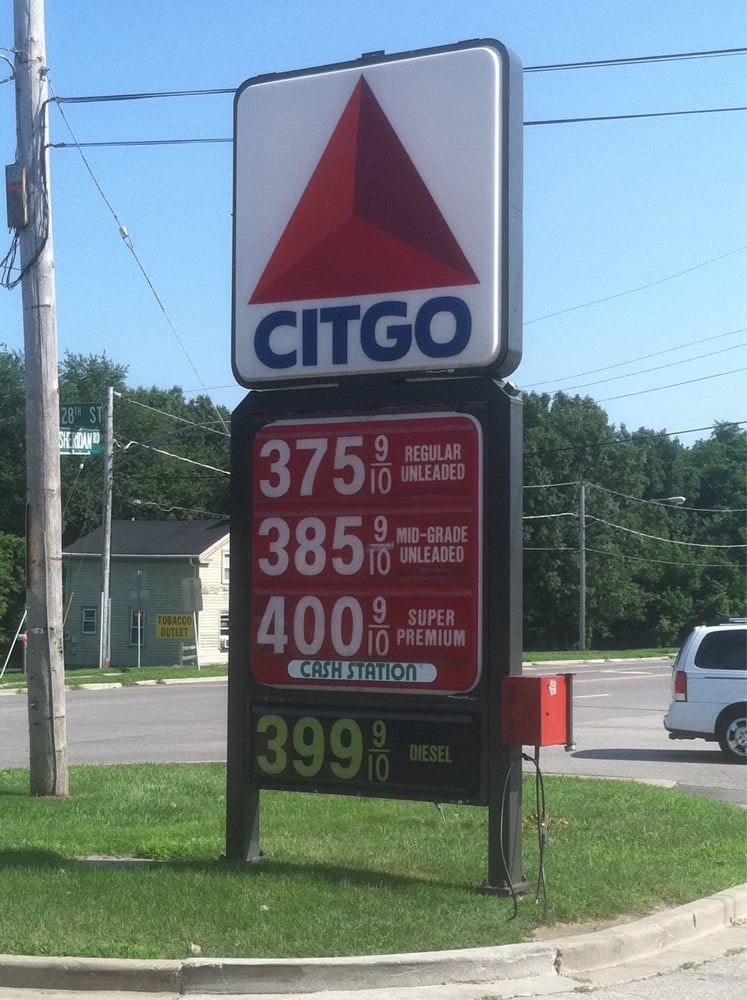 CITGO
28TH ST
SHERIDAN RD
375 9/10 REGULAR
UNLEADED
385 9/10 MID-GRADE
UNLEADED
400 9/10 SUPER
PREMIUM
CASH STATION
399 9/10 DIESEL
TOBACCO
OUTLET